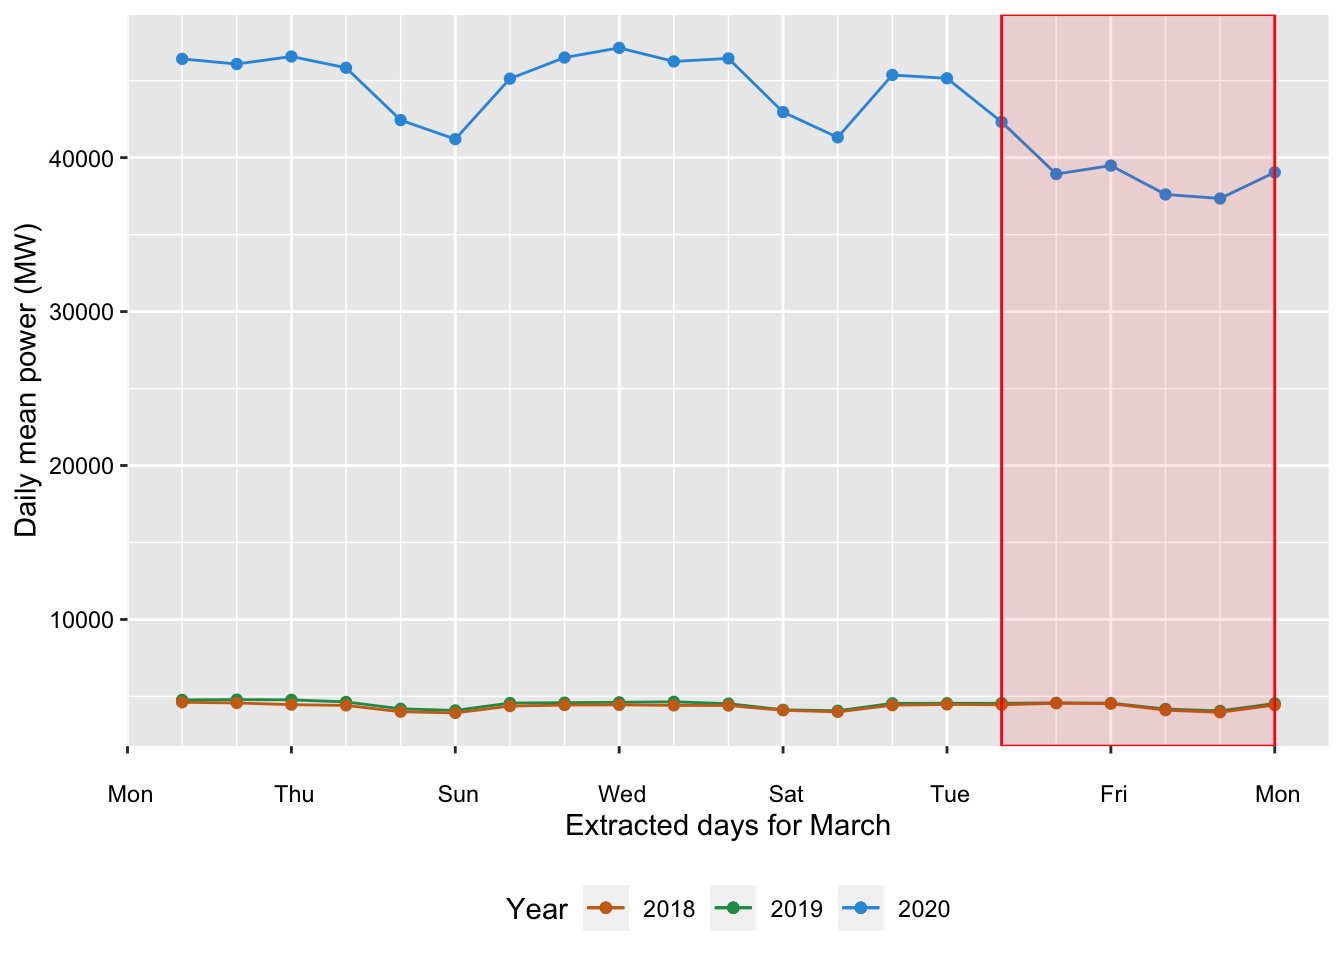 Daily mean power (MW)
40000
30000
20000
10000
Mon Thu Sun Wed Sat Tue Fri Mon
Extracted days for March
Year 2018 2019 2020